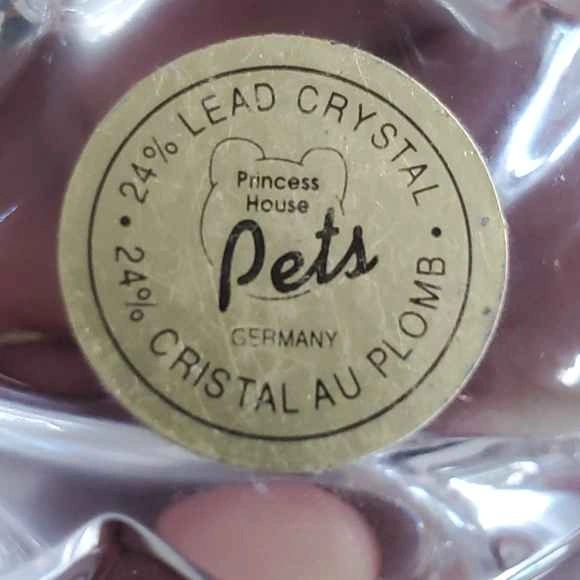 24% LEAD CRYSTAL
Princess
House
Pets
GERMANY
24% CRISTAL AU PLOMB